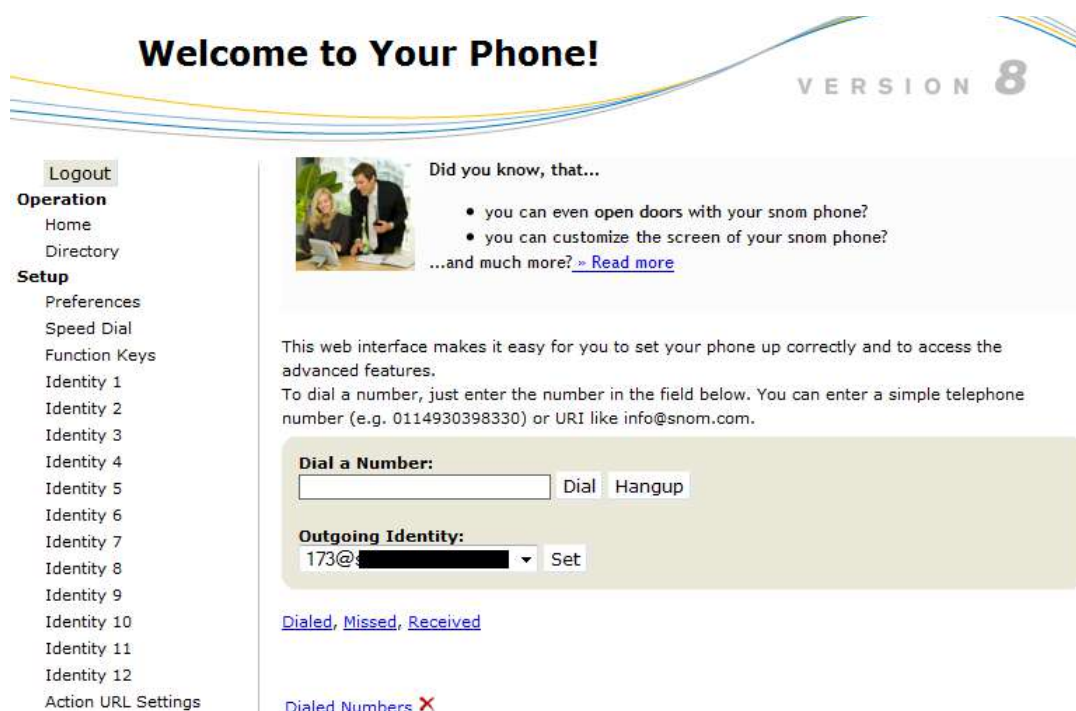 Welcome to Your Phone!
VERSION 8
Logout
Operation
Home
Directory
Setup
Preferences
Speed Dial
Function Keys
Identity 1
Identity 2
Identity 3
Identity 4
Identity 5
Identity 6
Identity 7
Identity 8
Identity 9
Identity 10
Identity 11
Identity 12
Action URL Settings
Did you know, that...
• you can even open doors with your snom phone?
• you can customize the screen of your snom phone?
...and much more? » Read more
This web interface makes it easy for you to set your phone up correctly and to access the
advanced features.
To dial a number, just enter the number in the field below. You can enter a simple telephone
number (e.g. 0114930398330) or URI like info@snom.com.
Dial a Number:
Dial Hangup
Outgoing Identity:
173@ Set
Dialed, Missed, Received
Dialed Numbers